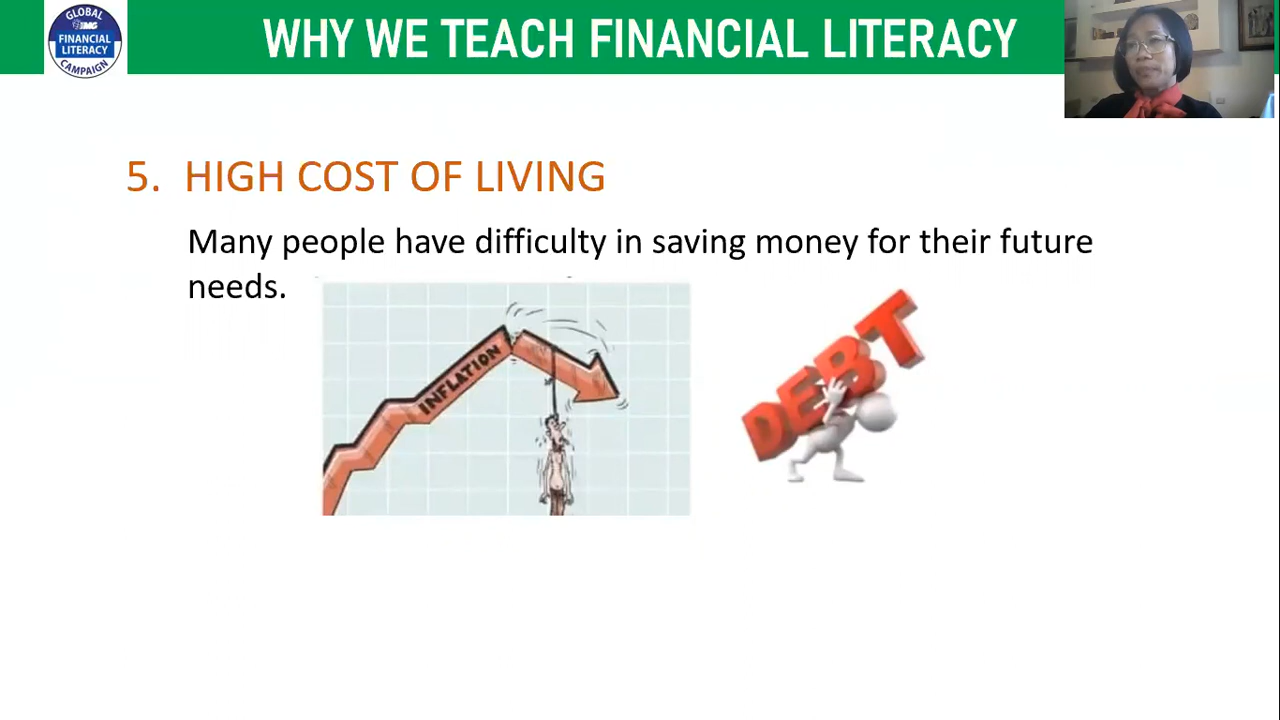 GLOBAL
IMG
FINANCIAL
LITERACY
CAMPAIGN
WHY WE TEACH FINANCIAL LITERACY
5. HIGH COST OF LIVING
Many people have difficulty in saving money for their future
needs.
INFLATION
DEBT